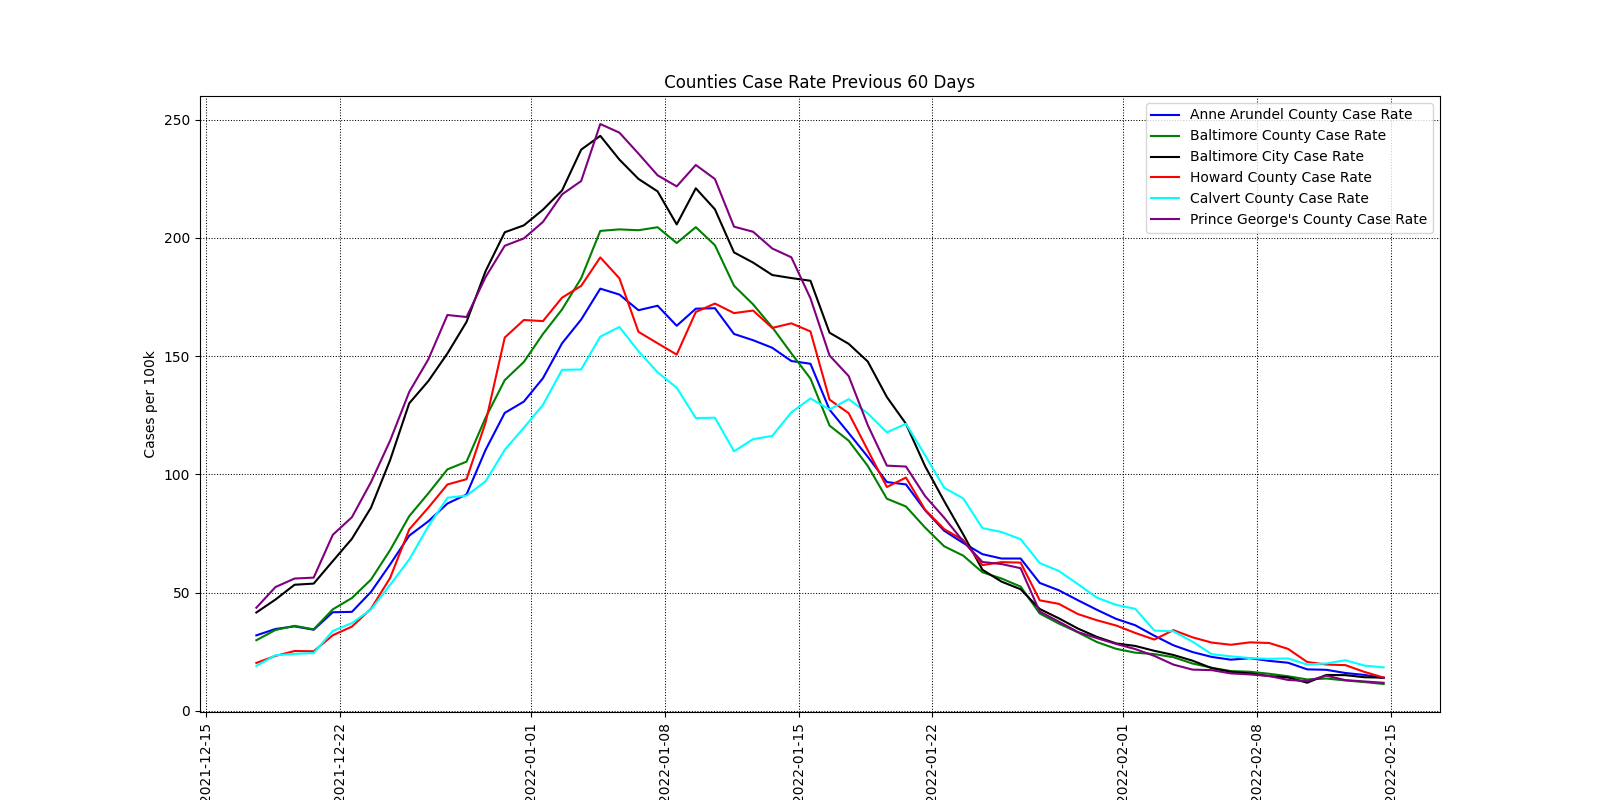 Counties Case Rate Previous 60 Days
Anne Arundel County Case Rate
Baltimore County Case Rate
Baltimore City Case Rate
Howard County Case Rate
Calvert County Case Rate
Prince George's County Case Rate
Cases per 100k
250
200
150
100
50
0
2021-12-15
2021-12-22
2022-01-01
2022-01-08
2022-01-15
2022-01-22
2022-02-01
2022-02-08
2022-02-15